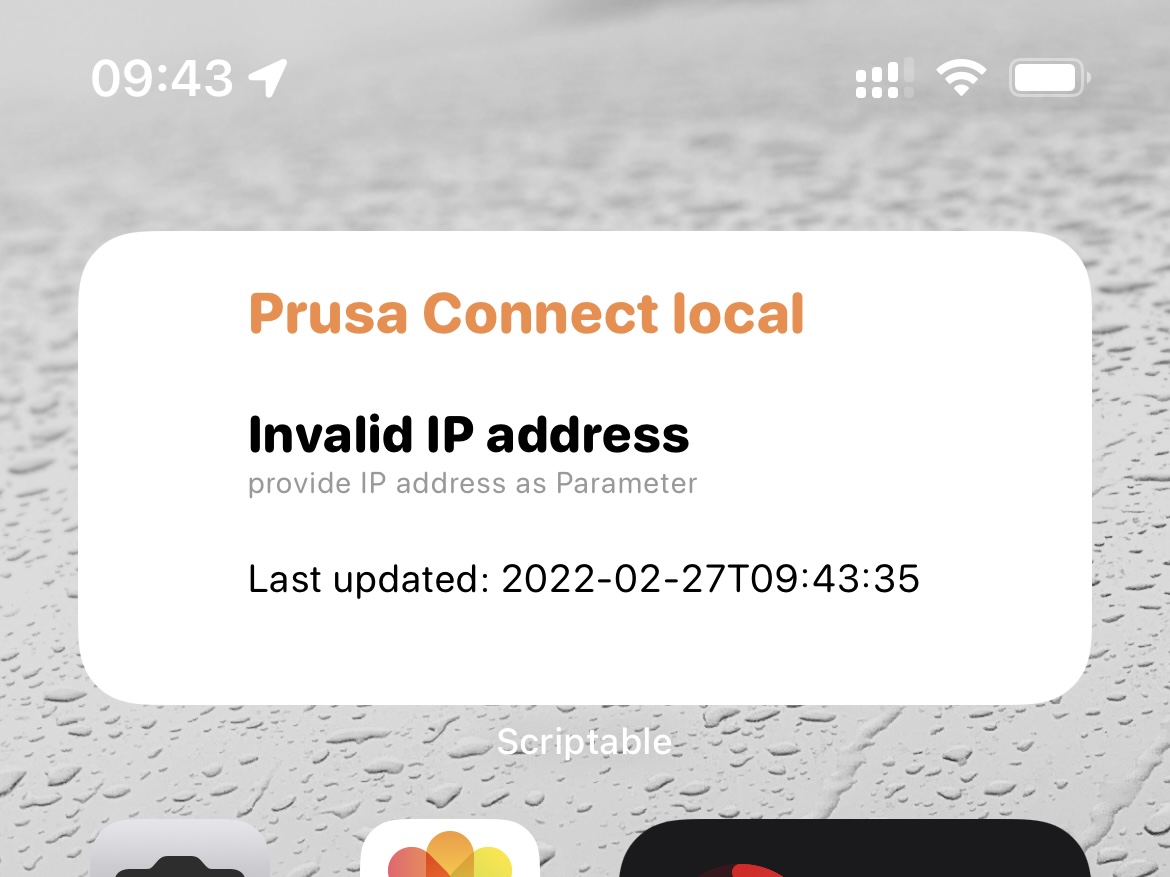 09:43
Prusa Connect local
Invalid IP address
provide IP address as Parameter
Last updated: 2022-02-27T09:43:35
Scriptable